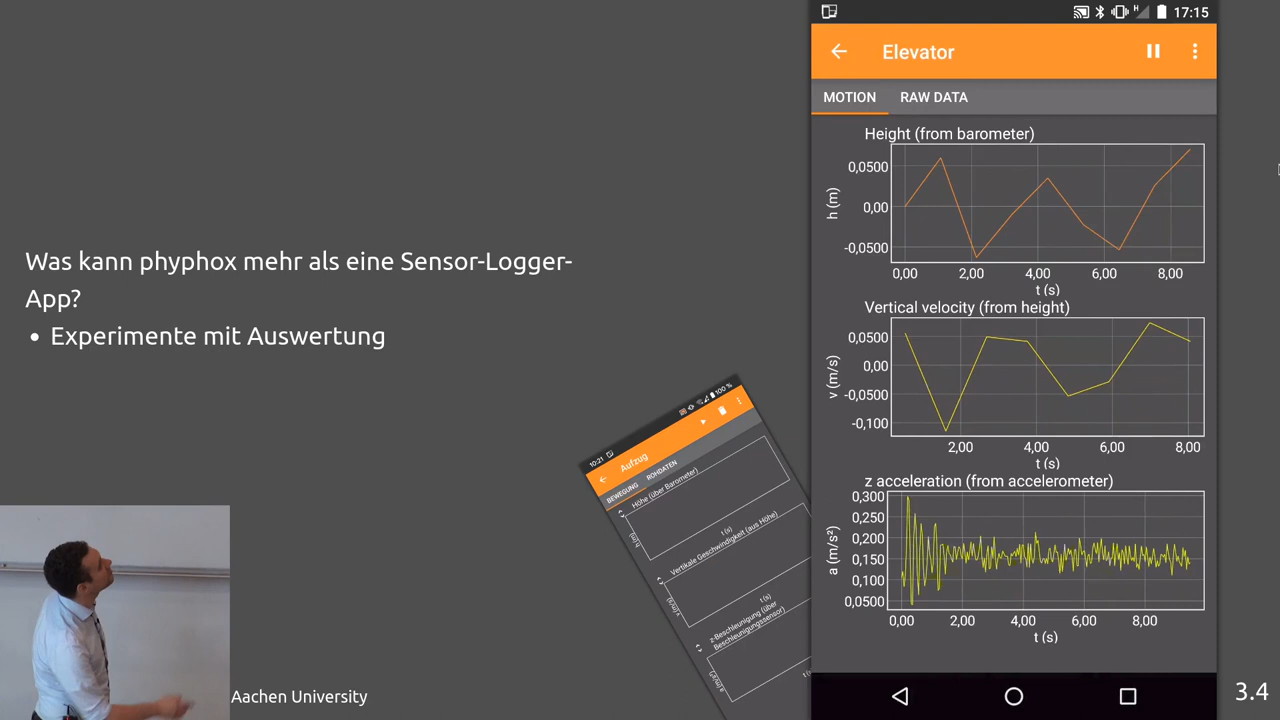 Was kann phyphox mehr als eine Sensor-Logger-
App?
• Experimente mit Auswertung
Aachen University
3.4
10:21
100 %
Aufzug
BEWEGUNG ROHDATEN
Höhe (über Barometer)
h (m)
t (s)
Vertikale Geschwindigkeit (aus Höhe)
v (m/s)
t (s)
z-Beschleunigung (über
Beschleunigungssensor)
a (m/s²)
H 17:15
Elevator
MOTION RAW DATA
Height (from barometer)
0,0500
0,00
-0,0500
h (m)
0,00 2,00 4,00 6,00 8,00
t (s)
Vertical velocity (from height)
0,0500
0,00
-0,0500
-0,100
v (m/s)
2,00 4,00 6,00 8,00
t (s)
z acceleration (from accelerometer)
0,300
0,250
0,200
0,150
0,100
0,0500
a (m/s²)
0,00 2,00 4,00 6,00 8,00
t (s)